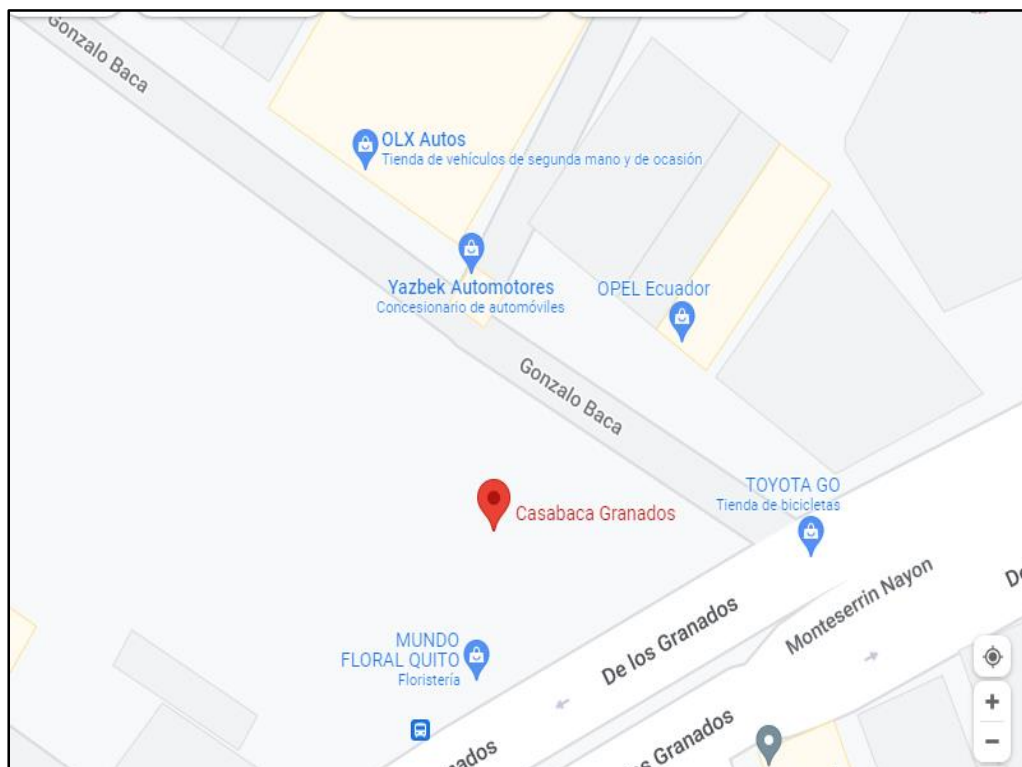 Gonzalo Baca
OLX Autos
Tienda de vehículos de segunda mano y de ocasión
Yazbek Automotores
Concesionario de automóviles
OPEL Ecuador
Gonzalo Baca
TOYOTA GO
Tienda de bicicletas
Casabaca Granados
MUNDO
FLORAL QUITO
Floristería
De los Granados
Monteserrin Nayon